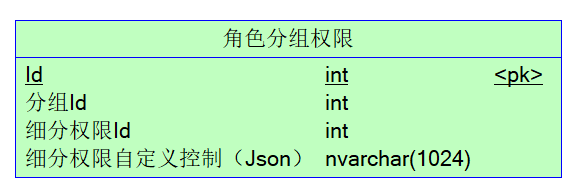 角色分组权限
Id int <pk>
分组Id int
细分权限Id int
细分权限自定义控制（Json） nvarchar(1024)